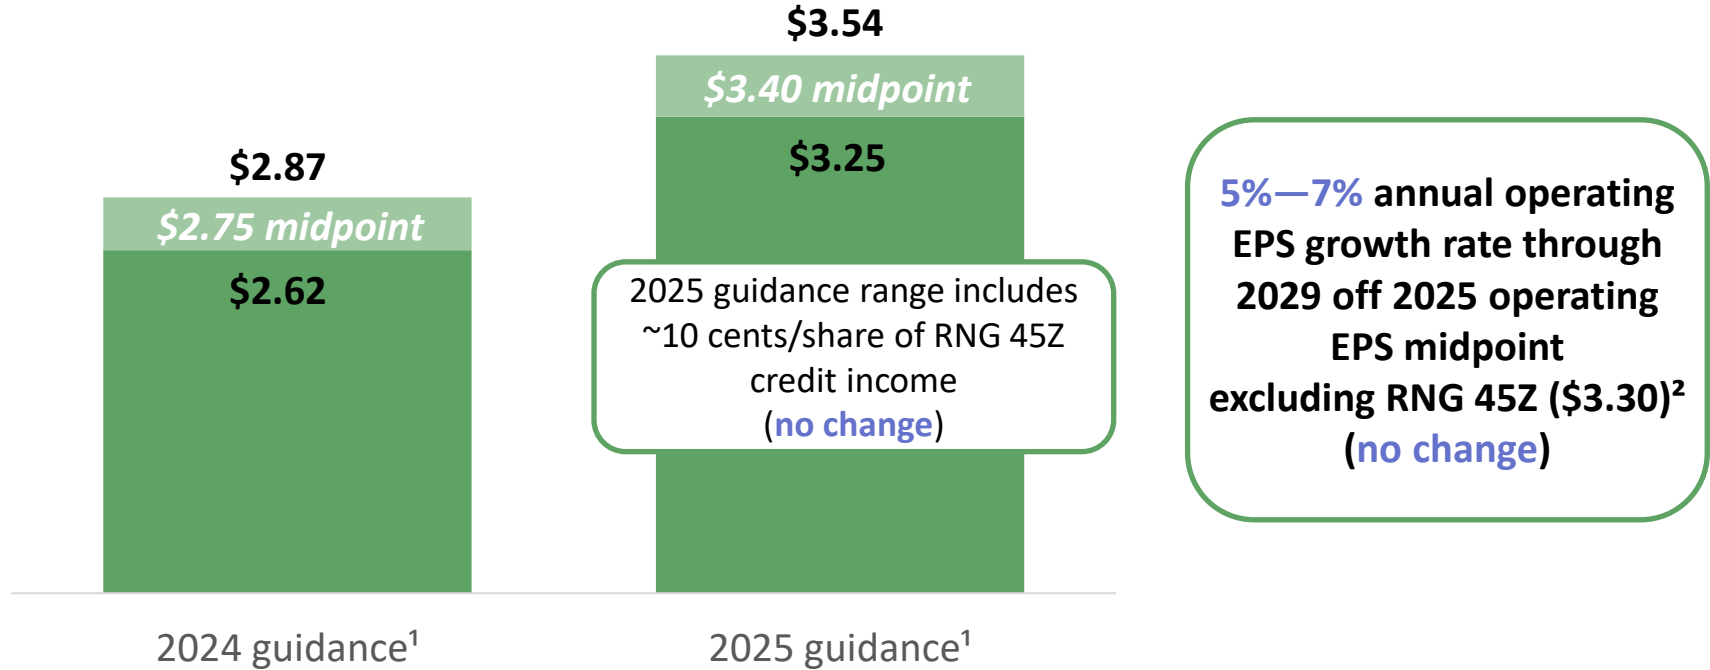 $2.87
$2.75 midpoint
$2.62
2024 guidance¹
$3.54
$3.40 midpoint
$3.25
2025 guidance range includes
~10 cents/share of RNG 45Z
credit income
(no change)
2025 guidance¹
5%—7% annual operating
EPS growth rate through
2029 off 2025 operating
EPS midpoint
excluding RNG 45Z ($3.30)²
(no change)